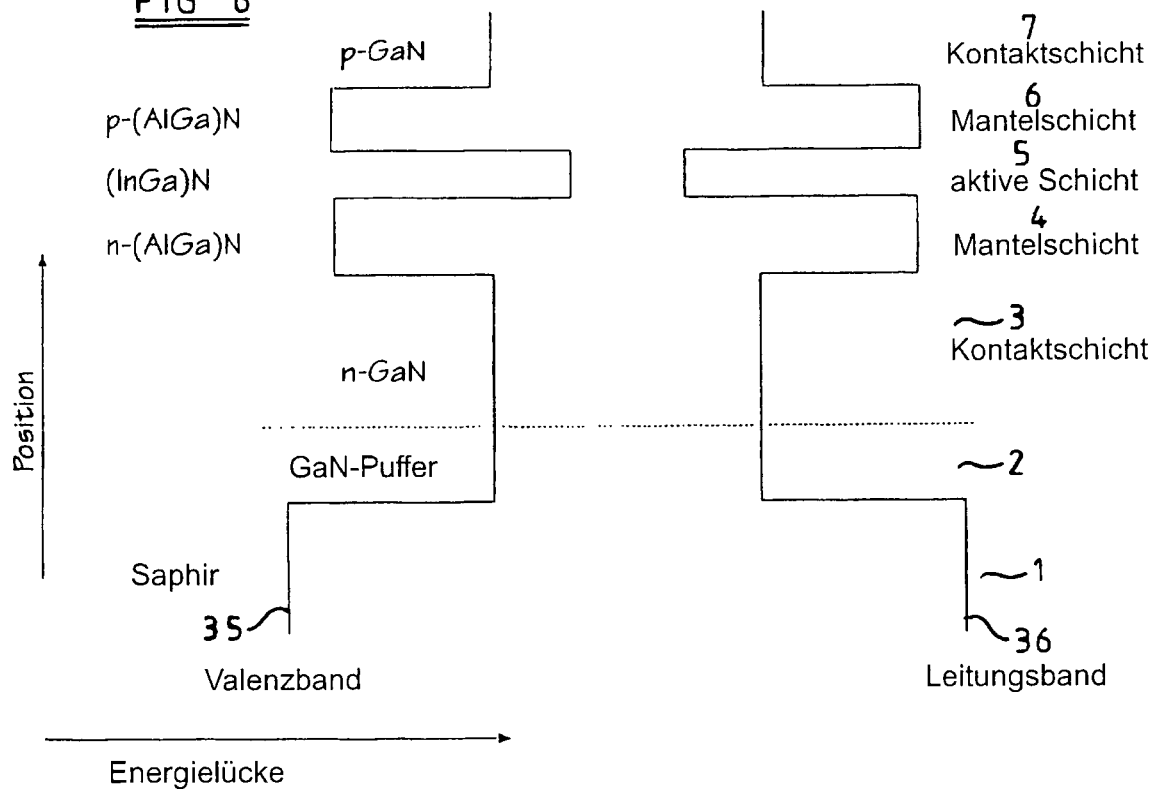 FIG
p-GaN
7
Kontaktschicht
p-(AlGa)N
6
Mantelschicht
(InGa)N
5
aktive Schicht
n-(AlGa)N
4
Mantelschicht
3
Kontaktschicht
n-GaN
Position
GaN-Puffer
2
Saphir
1
35
36
Valenzband
Leitungsband
Energielücke